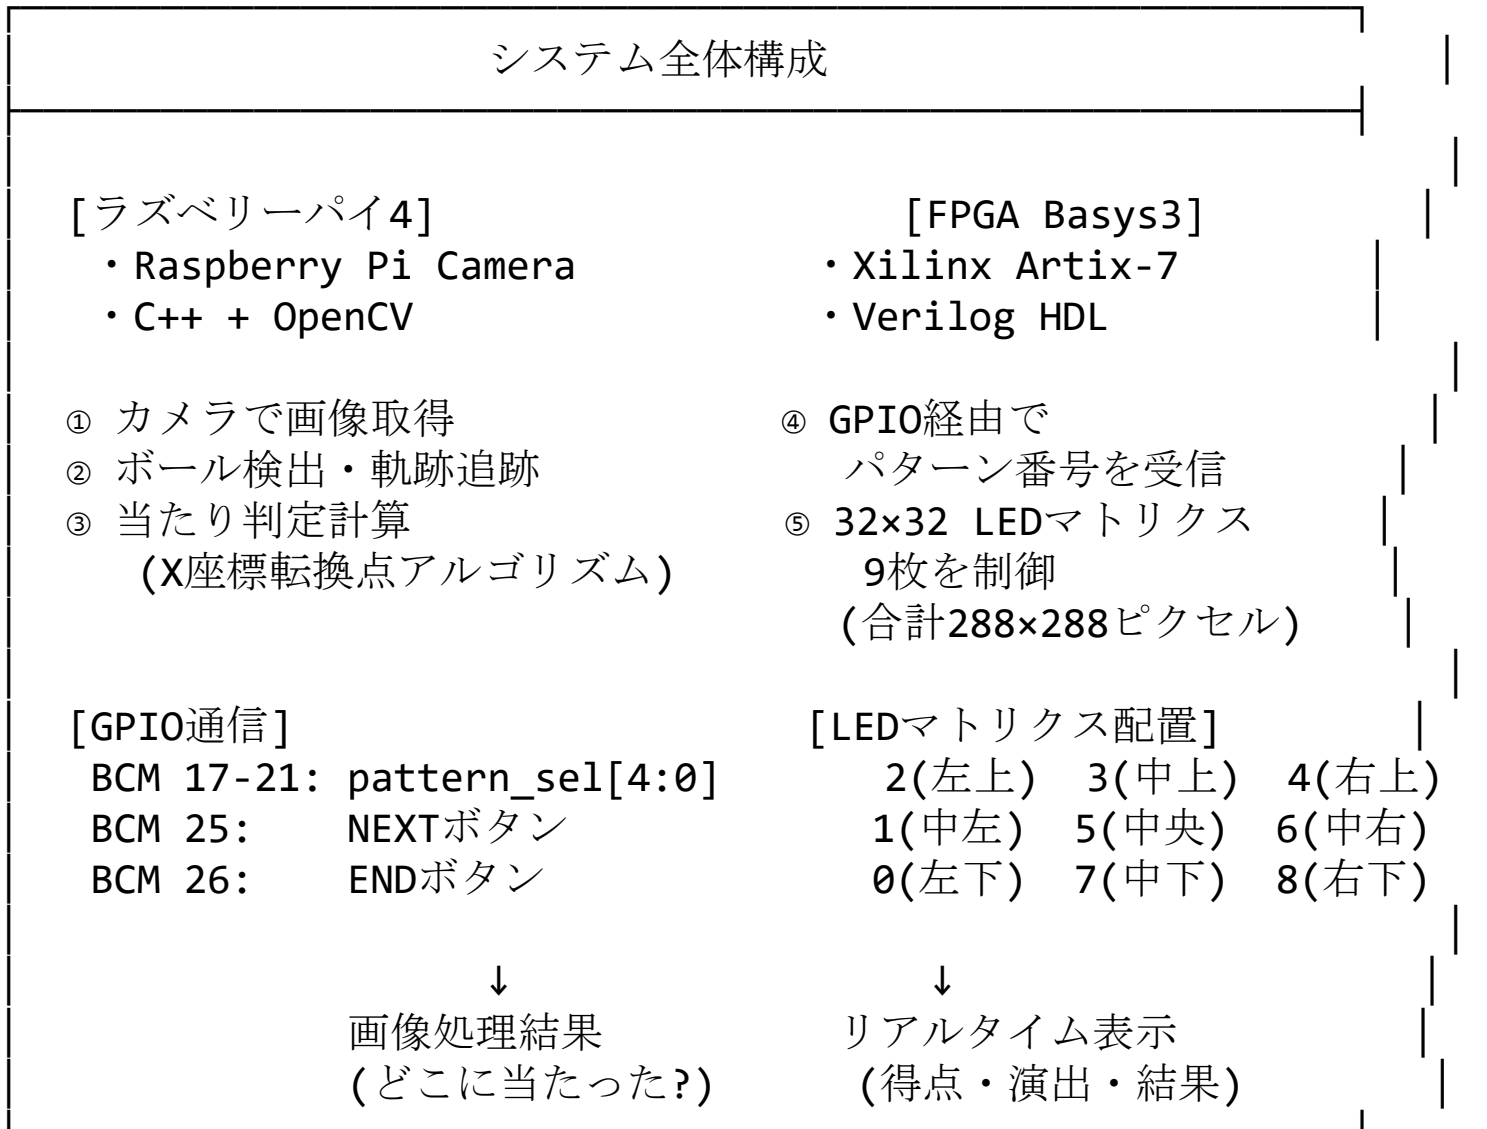 システム全体構成
[ラズベリーパイ4] [FPGA Basys3]
・Raspberry Pi Camera ・Xilinx Artix-7
・C++ + OpenCV ・Verilog HDL
① カメラで画像取得 ④ GPIO経由で
② ボール検出・軌跡追跡 パターン番号を受信
③ 当たり判定計算 ⑤ 32×32 LEDマトリクス
(X座標転換点アルゴリズム) 9枚を制御
(合計288×288ピクセル)
[GPIO通信] [LEDマトリクス配置]
BCM 17-21: pattern_sel[4:0] 2(左上) 3(中上) 4(右上)
BCM 25: NEXTボタン 1(中左) 5(中央) 6(中右)
BCM 26: ENDボタン 0(左下) 7(中下) 8(右下)
↓ ↓
画像処理結果 リアルタイム表示
(どこに当たった?) (得点・演出・結果)